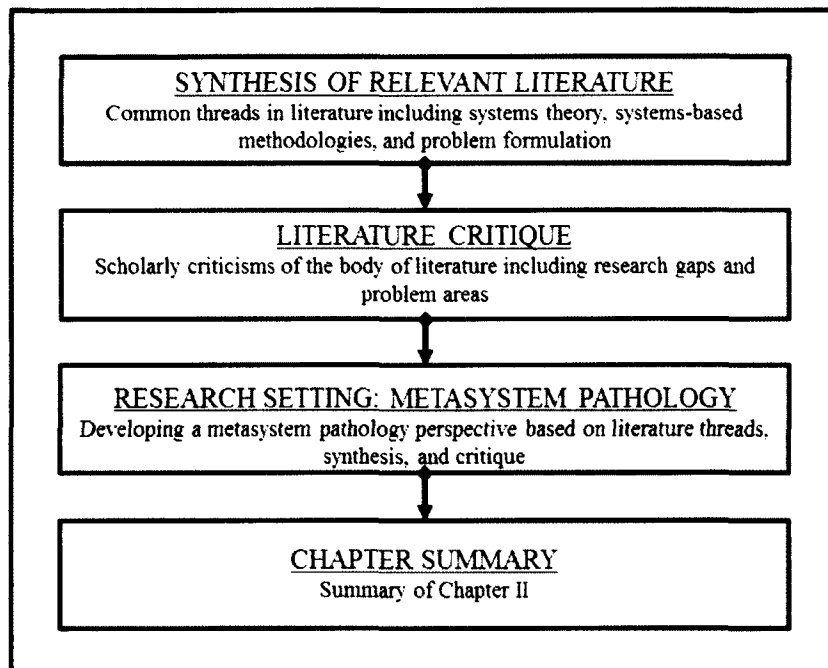 SYNTHESIS OF RELEVANT LITERATURE
Common threads in literature including systems theory, systems-based
methodologies, and problem formulation
LITERATURE CRITIQUE
Scholarly criticisms of the body of literature including research gaps and
problem areas
RESEARCH SETTING: METASYSTEM PATHOLOGY
Developing a metasystem pathology perspective based on literature threads,
synthesis, and critique
CHAPTER SUMMARY
Summary of Chapter II